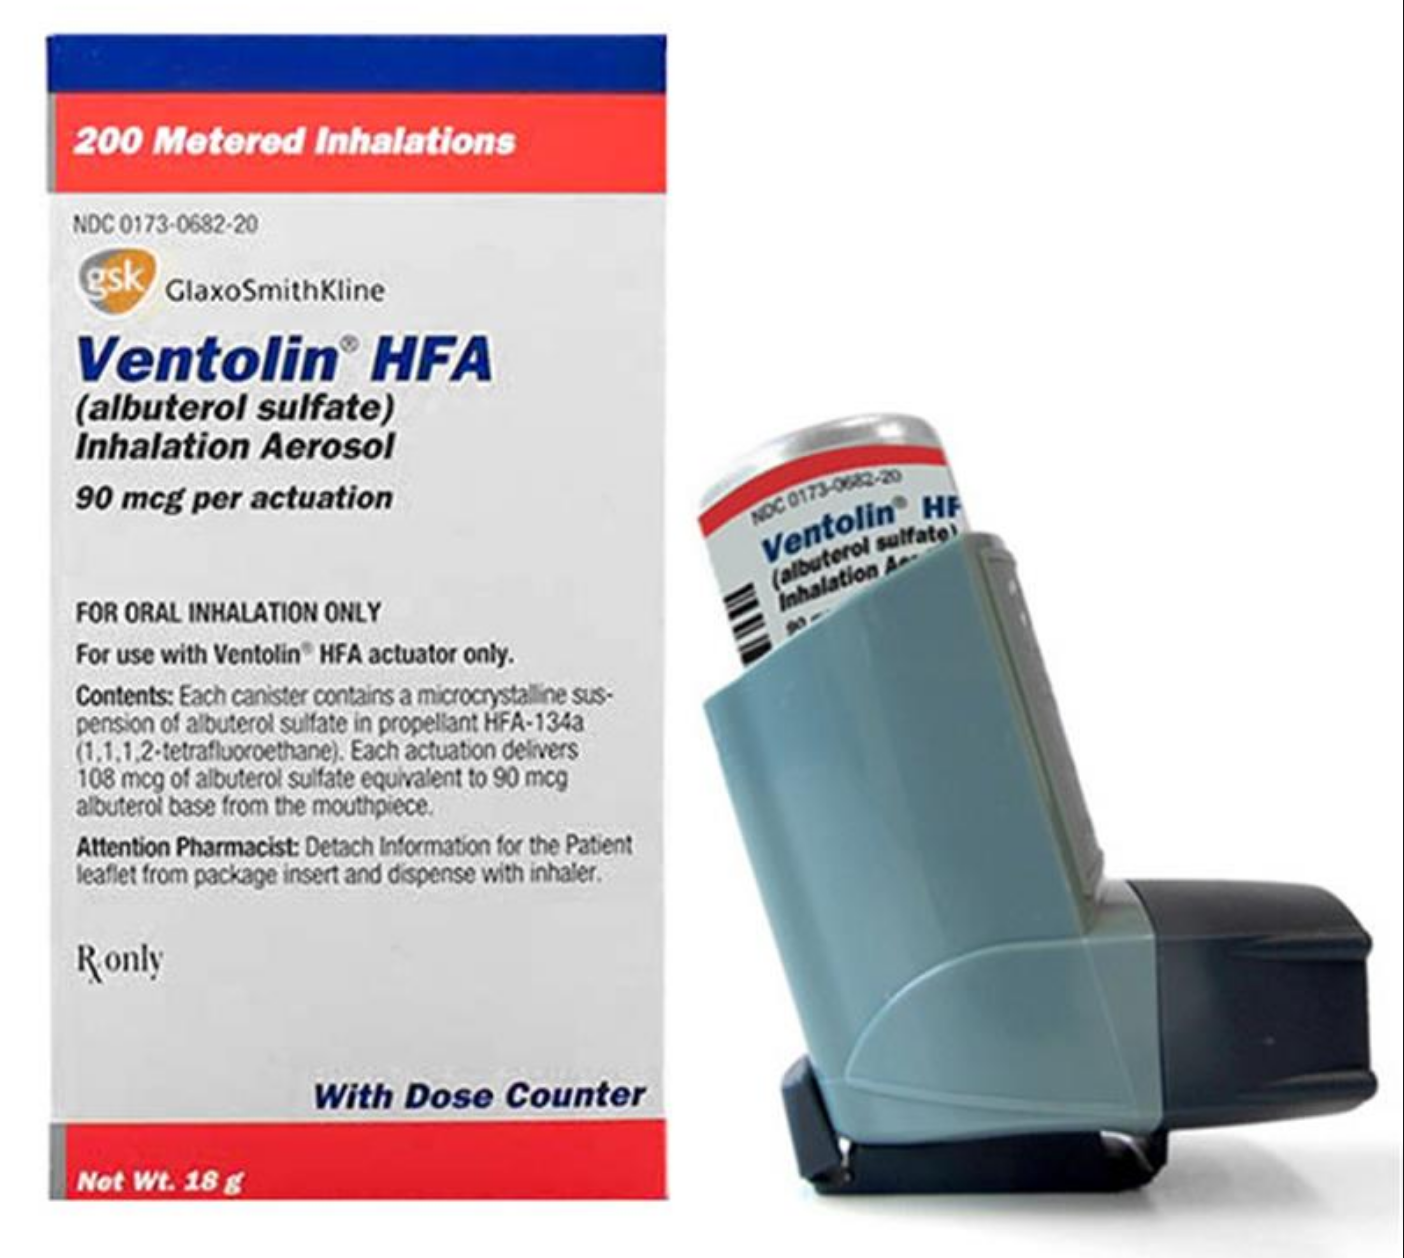 200 Metered Inhalations
NDC 0173-0682-20
gsk GlaxoSmithKline
Ventolin® HFA
(albuterol sulfate)
Inhalation Aerosol
90 mcg per actuation
FOR ORAL INHALATION ONLY
For use with Ventolin® HFA actuator only.
Contents: Each canister contains a microcrystalline sus-
pension of albuterol sulfate in propellant HFA-134a
(1,1,1,2-tetrafluoroethane). Each actuation delivers
108 mcg of albuterol sulfate equivalent to 90 mcg
albuterol base from the mouthpiece.
Attention Pharmacist: Detach Information for the Patient
leaflet from package insert and dispense with inhaler.
Rx only
With Dose Counter
Net Wt. 18 g
NDC 0173-0682-20
Ventolin® HF
(albuterol sulfate)
Inhalation
90